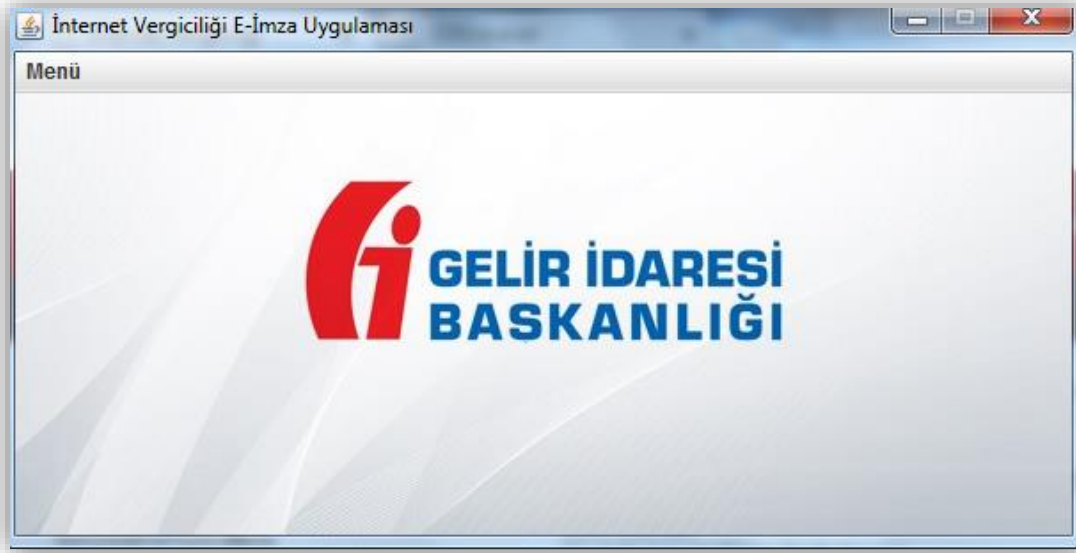 İnternet Vergiciliği E-İmza Uygulaması
Menü
GELİR İDARESİ
BASKANLIĞI